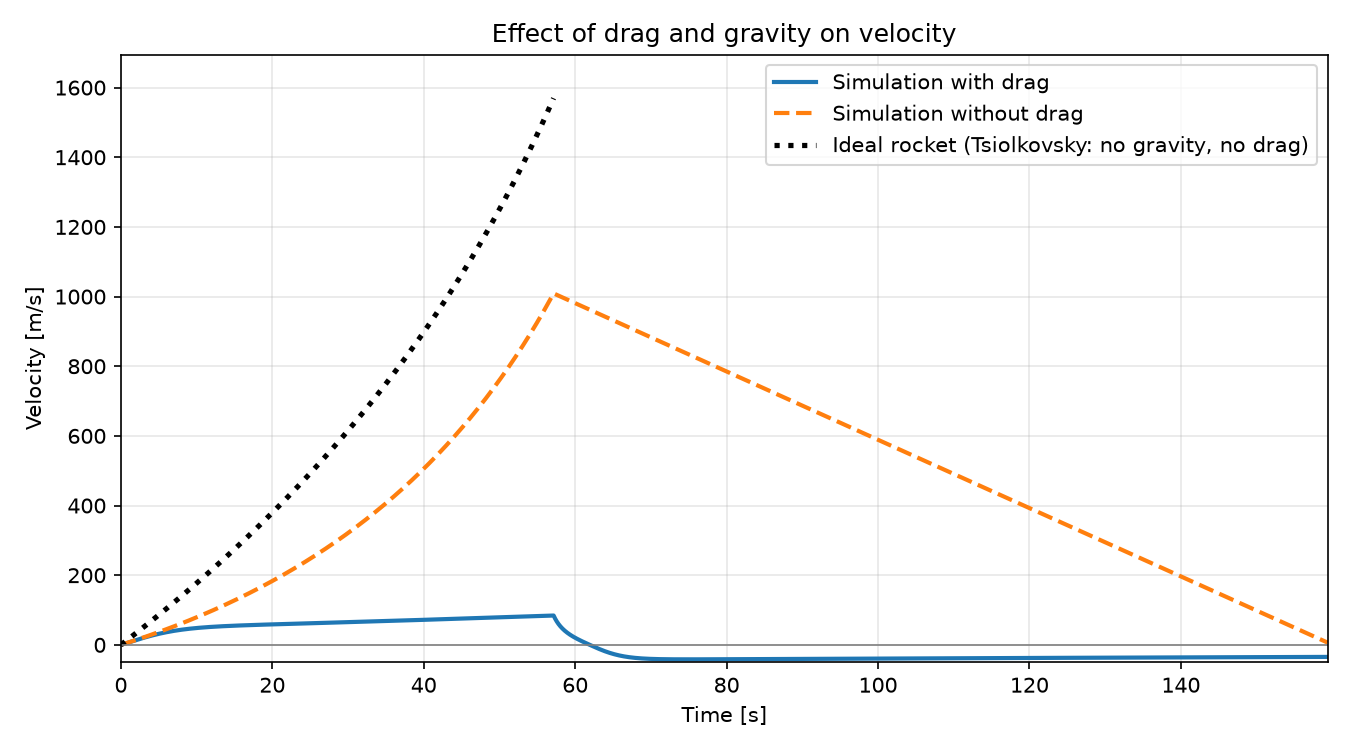 Effect of drag and gravity on velocity
Simulation with drag
Simulation without drag
Ideal rocket (Tsiolkovsky: no gravity, no drag)
Velocity [m/s]
1600
1400
1200
1000
800
600
400
200
0
0 20 40 60 80 100 120 140
Time [s]